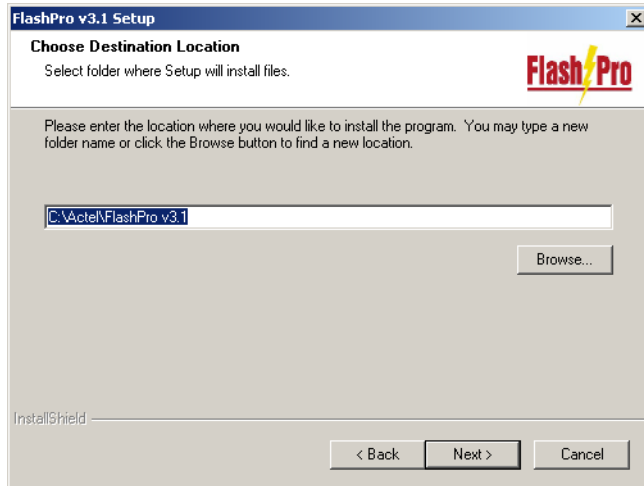 FlashPro v3.1 Setup
Choose Destination Location
Select folder where Setup will install files.
Flash Pro
Please enter the location where you would like to install the program. You may type a new
folder name or click the Browse button to find a new location.
C:\Actel\FlashPro v3.1
Browse...
InstallShield
< Back Next > Cancel